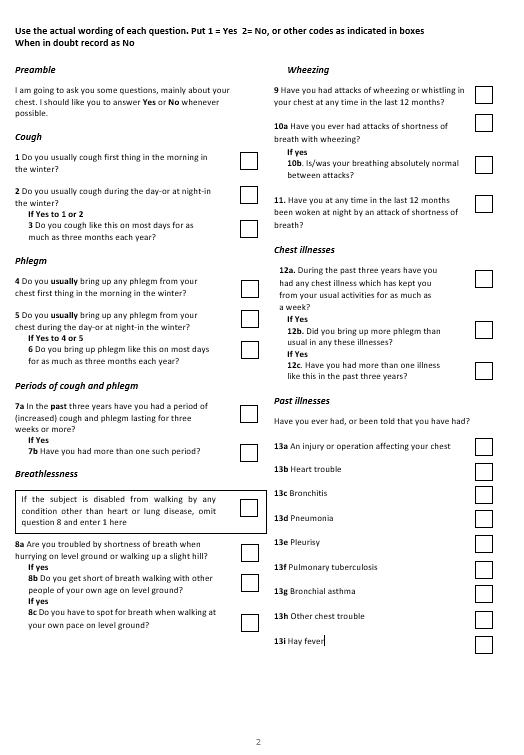 Use the actual wording of each question. Put 1 = Yes  2= No, or other codes as indicated in boxes
When in doubt record as No
Preamble
I am going to ask you some questions, mainly about your
chest. I should like you to answer Yes or No whenever
possible.
Cough
1 Do you usually cough first thing in the morning in
the winter?
2 Do you usually cough during the day-or at night-in
the winter?
If Yes to 1 or 2
3 Do you cough like this on most days for as
much as three months each year?
Phlegm
4 Do you usually bring up any phlegm from your
chest first thing in the morning in the winter?
5 Do you usually bring up any phlegm from your
chest during the day-or at night-in the winter?
If Yes to 4 or 5
6 Do you bring up phlegm like this on most days
for as much as three months each year?
Periods of cough and phlegm
7a In the past three years have you had a period of
(increased) cough and phlegm lasting for three
weeks or more?
If Yes
7b Have you had more than one such period?
Breathlessness
If the subject is disabled from walking by any
condition other than heart or lung disease, omit
question 8 and enter 1 here
8a Are you troubled by shortness of breath when
hurrying on level ground or walking up a slight hill?
If yes
8b Do you get short of breath walking with other
people of your own age on level ground?
If yes
8c Do you have to spot for breath when walking at
your own pace on level ground?
Wheezing
9 Have you had attacks of wheezing or whistling in
your chest at any time in the last 12 months?
10a Have you ever had attacks of shortness of
breath with wheezing?
If yes
10b. Is/was your breathing absolutely normal
between attacks?
11. Have you at any time in the last 12 months
been woken at night by an attack of shortness of
breath?
Chest illnesses
12a. During the past three years have you
had any chest illness which has kept you
from your usual activities for as much as
a week?
If Yes
12b. Did you bring up more phlegm than
usual in any these illnesses?
If Yes
12c. Have you had more than one illness
like this in the past three years?
Past illnesses
Have you ever had, or been told that you have had?
13a An injury or operation affecting your chest
13b Heart trouble
13c Bronchitis
13d Pneumonia
13e Pleurisy
13f Pulmonary tuberculosis
13g Bronchial asthma
13h Other chest trouble
13i Hay fever
2